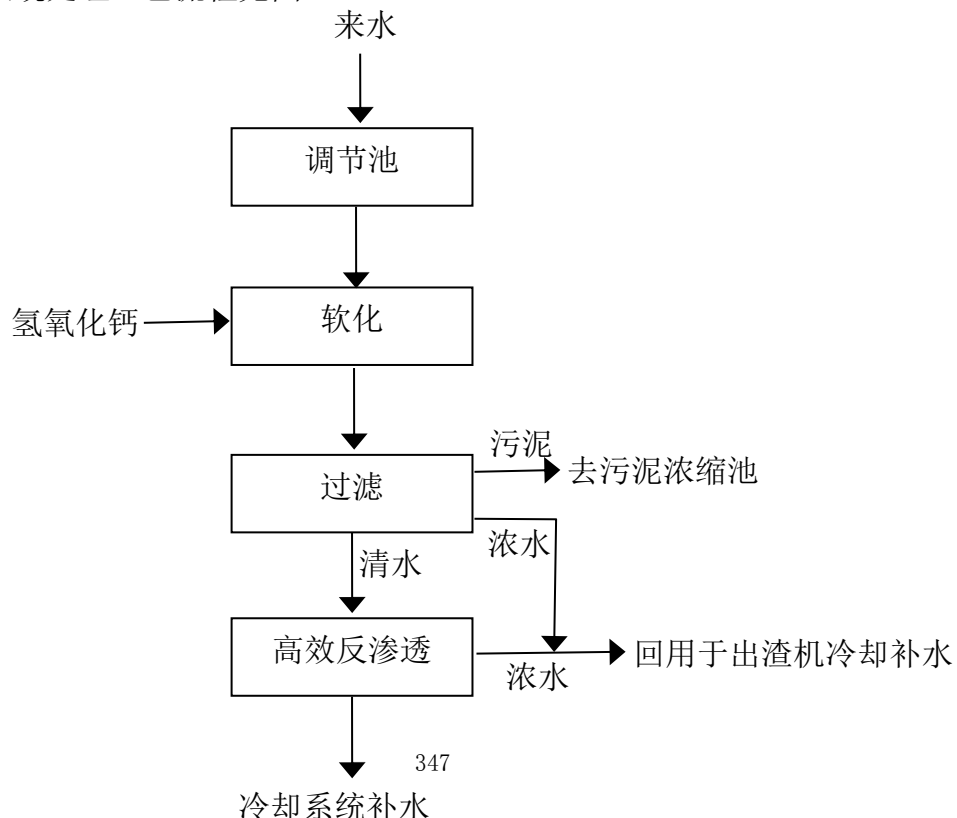 来水
调节池
氢氧化钙
软化
污泥
过滤
去污泥浓缩池
浓水
清水
高效反渗透
回用于出渣机冷却补水
浓水
347
冷却系统补水